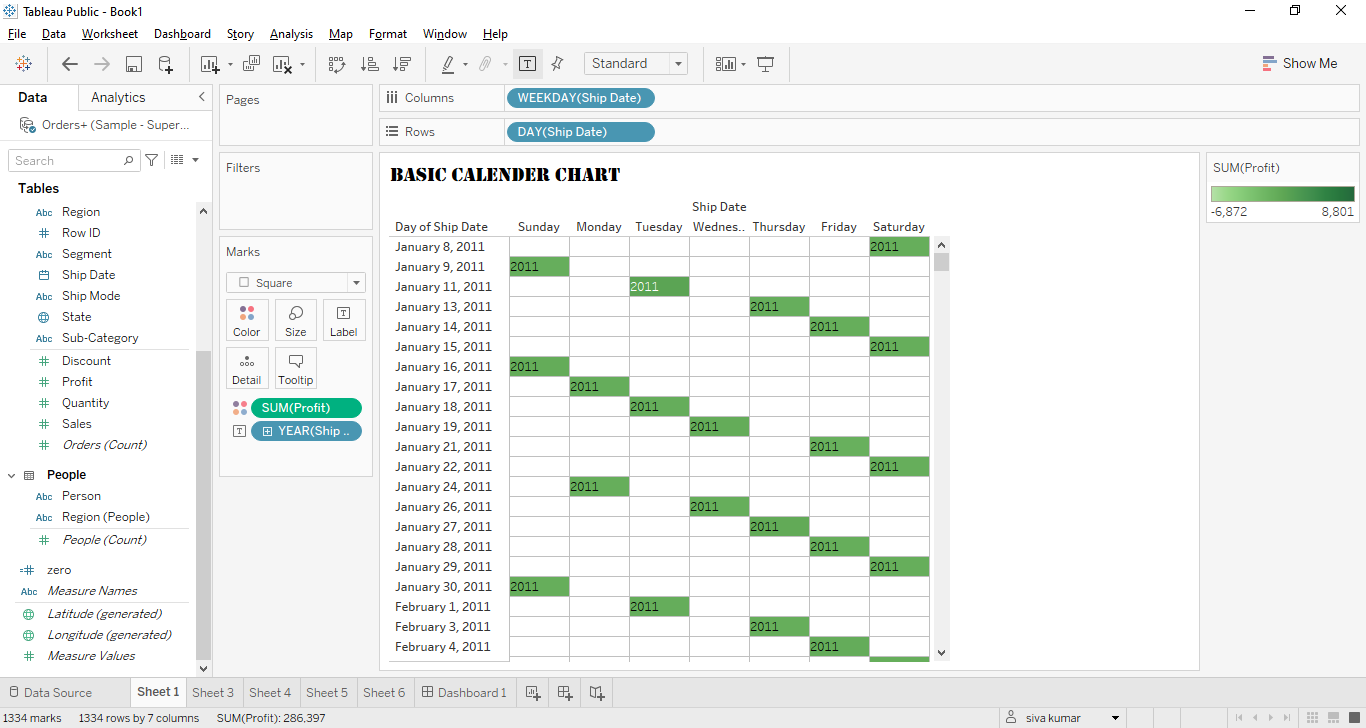 Tableau Public - Book1
File Data Worksheet Dashboard Story Analysis Map Format Window Help
Standard
Show Me
Data Analytics
Orders+ (Sample - Super...
Search
Tables
Abc Region
# Row ID
Abc Segment
Ship Date
Abc Ship Mode
State
Abc Sub-Category
# Discount
# Profit
# Quantity
# Sales
# Orders (Count)
People
Abc Person
Abc Region (People)
# People (Count)
=# zero
Abc Measure Names
Latitude (generated)
Longitude (generated)
# Measure Values
Pages
Filters
Marks
Square
Color Size Label
Detail Tooltip
SUM(Profit)
T YEAR(Ship ..
Columns WEEKDAY(Ship Date)
Rows DAY(Ship Date)
BASIC CALENDER CHART
Ship Date
Day of Ship Date Sunday Monday Tuesday Wednes.. Thursday Friday Saturday
January 8, 2011 2011
January 9, 2011 2011
January 11, 2011 2011
January 13, 2011 2011
January 14, 2011 2011
January 15, 2011 2011
January 16, 2011 2011
January 17, 2011 2011
January 18, 2011 2011
January 19, 2011 2011
January 21, 2011 2011
January 22, 2011 2011
January 24, 2011 2011
January 26, 2011 2011
January 27, 2011 2011
January 28, 2011 2011
January 29, 2011 2011
January 30, 2011 2011
February 1, 2011 2011
February 3, 2011 2011
February 4, 2011 2011
SUM(Profit)
-6,872 8,801
Data Source Sheet 1 Sheet 3 Sheet 4 Sheet 5 Sheet 6 Dashboard 1
1334 marks 1334 rows by 7 columns SUM(Profit): 286,397 siva kumar